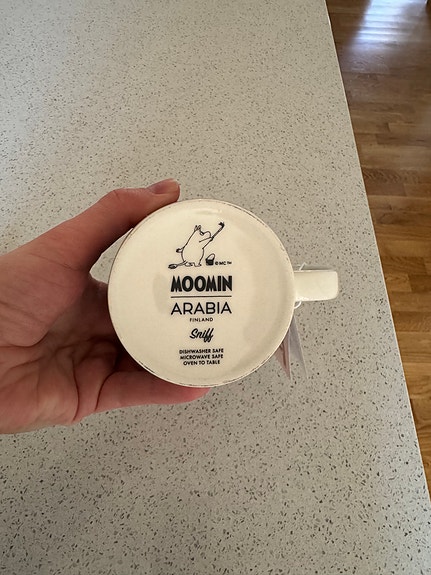 © MC™
MOOMIN
ARABIA
FINLAND
Sniff
DISHWASHER SAFE
MICROWAVE SAFE
OVEN TO TABLE